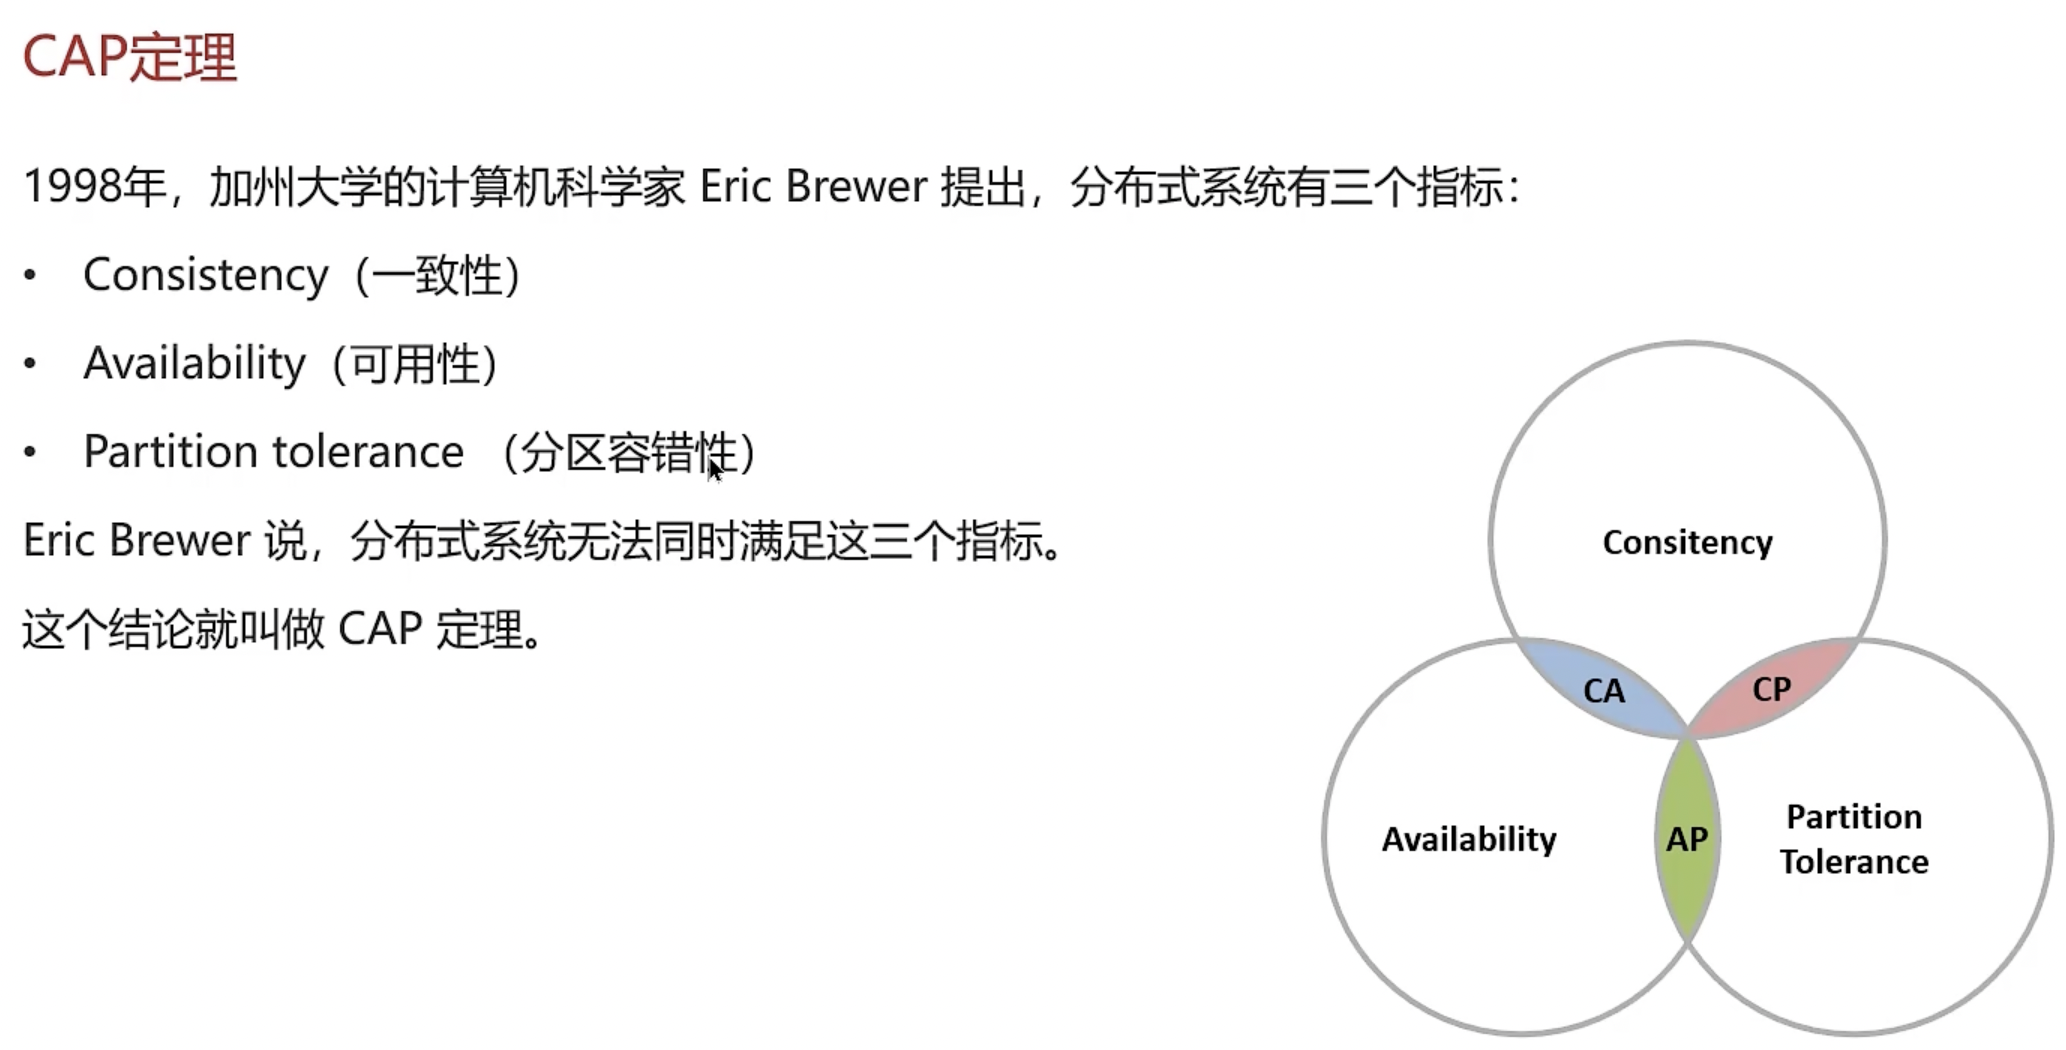 CAP定理
1998年，加州大学的计算机科学家 Eric Brewer 提出，分布式系统有三个指标：
• Consistency（一致性）
• Availability（可用性）
• Partition tolerance （分区容错性）
Eric Brewer 说，分布式系统无法同时满足这三个指标。
这个结论就叫做 CAP 定理。
Consitency
CA
CP
Availability
AP
Partition
Tolerance